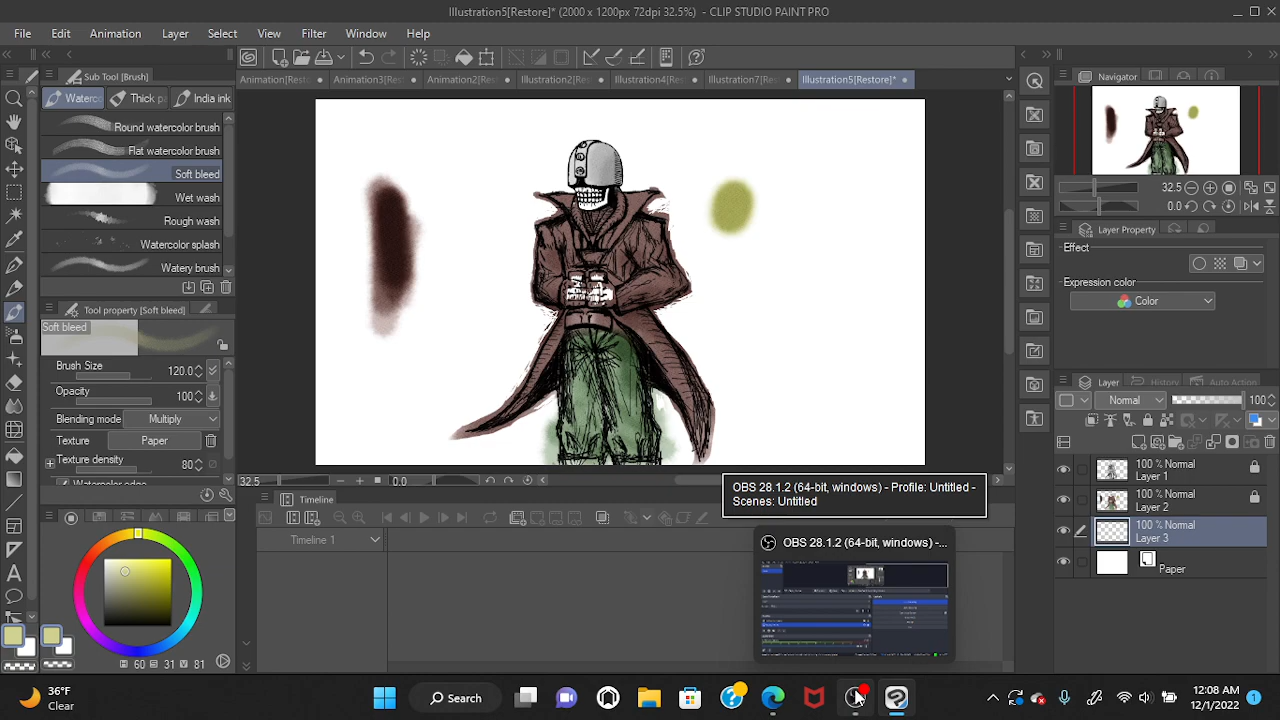 Illustration5[Restore]* (2000 x 1200px 72dpi 32.5%) - CLIP STUDIO PAINT PRO
File Edit Animation Layer Select View Filter Window Help
Sub Tool [Brush]
Animation[Resto Animation3[Res Animation2[Rest Illustration2[Res Illustration4[Rec Illustration7[Re Illustration5[Restore]*
Navigator
Waterc Thick p India ink
Round watercolor brush
Flat watercolor brush
Soft bleed
Wet wash
Rough wash
Watercolor splash
Watery brush
32.5
0.0
Layer Property
Effect
Expression color
Color
Tool property [Soft bleed]
Soft bleed
Brush Size 120.0
Opacity 100
Blending mode Multiply
Texture Paper
Texture density 80
Watercolor edge
Layer History Auto Action
Normal 100
100 % Normal
Layer 1
100 % Normal
Layer 2
100 % Normal
Layer 3
Paper
32.5 0.0
Timeline
Timeline 1
OBS 28.1.2 (64-bit, windows) - Profile: Untitled -
Scenes: Untitled
OBS 28.1.2 (64-bit, windows) -...
36°F
Clear
Search
12:08 AM
12/1/2022
1